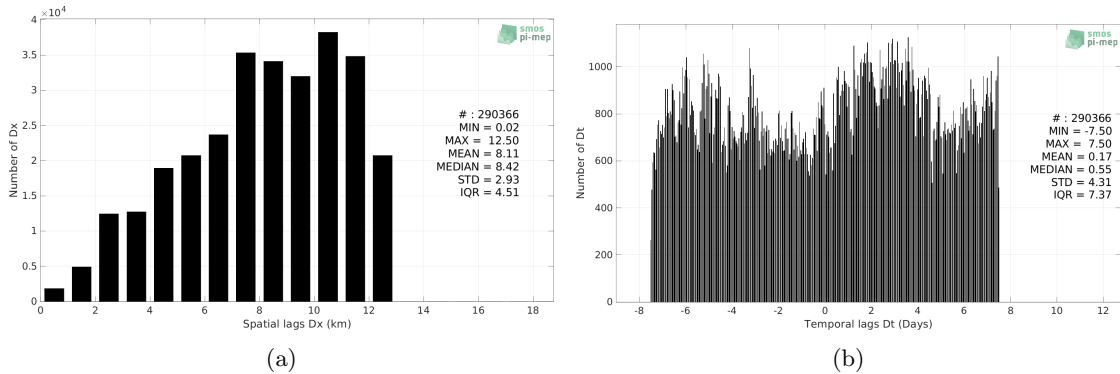 ×10⁴
4
3.5
3
2.5
2
1.5
1
0.5
0
Number of Dx
0 2 4 6 8 10 12 14 16 18
Spatial lags Dx (km)
smos
pi-mep
# : 290366
MIN = 0.02
MAX = 12.50
MEAN = 8.11
MEDIAN = 8.42
STD = 2.93
IQR = 4.51
(a)
1000
800
600
400
200
0
Number of Dt
-8 -6 -4 -2 0 2 4 6 8 10 12
Temporal lags Dt (Days)
smos
pi-mep
# : 290366
MIN = -7.50
MAX = 7.50
MEAN = 0.17
MEDIAN = 0.55
STD = 4.31
IQR = 7.37
(b)